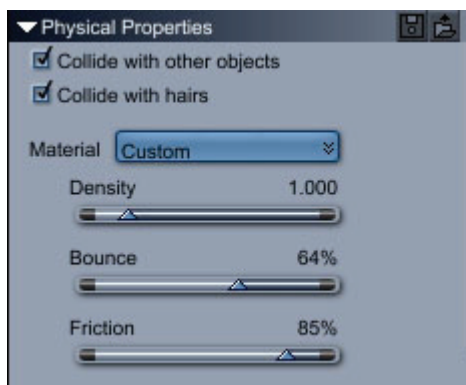 Physical Properties
Collide with other objects
Collide with hairs
Material Custom
Density 1.000
Bounce 64%
Friction 85%